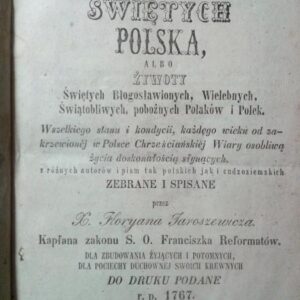 ŚWIĘTYCH
POLSKA,
ALBO
ŻYWOTY
Świętych Błogosławionych, Wielebnych,
Świątobliwych, pobożnych Polaków i Polek.
Wszelkiego stanu i kondycii, każdego wieku od za-
krzewionéj w Polsce Chrześciańskiéj Wiary osobliwą
życia doskonałością słynących,
z różnych autorów i pism tak polskich jak i cudzoziemskich
ZEBRANE I SPISANE
przez
X. Floryana Jaroszewicza.
Kapłana zakonu S. O. Franciszka Reformatów.
DLA ZBUDOWANIA ŻYJĄCYCH I POTOMNYCH,
DLA POCIECHY DUCHOWNEJ SWOICH KREWNYCH
DO DRUKU PODANE
r. p. 1767.